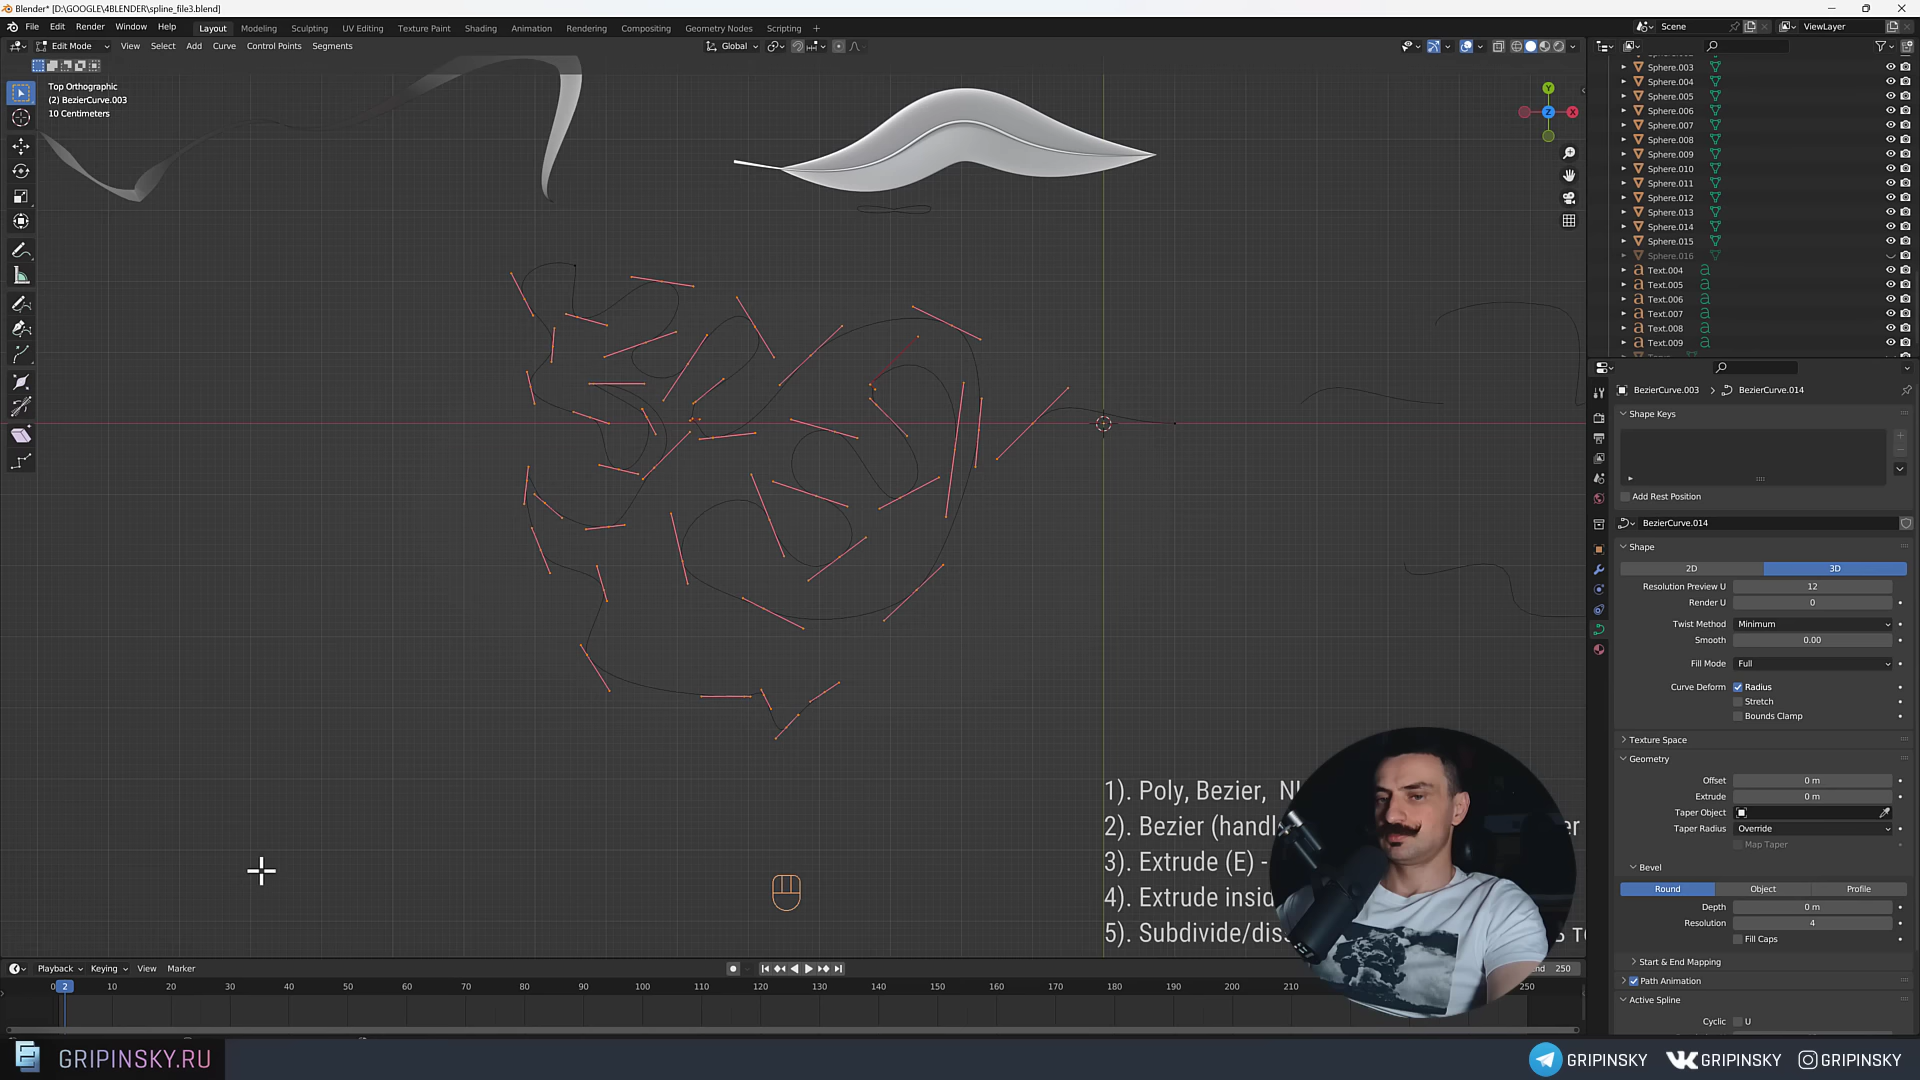 Blender* [D:\GOOGLE\4BLENDER\spline_file3.blend]
File Edit Render Window Help Layout Modeling Sculpting UV Editing Texture Paint Shading Animation Rendering Compositing Geometry Nodes Scripting + Scene ViewLayer
Edit Mode View Select Add Curve Control Points Segments Global
Top Orthographic
(2) BezierCurve.003
10 Centimeters
Y
Z
X
Sphere.003
Sphere.004
Sphere.005
Sphere.006
Sphere.007
Sphere.008
Sphere.009
Sphere.010
Sphere.011
Sphere.012
Sphere.013
Sphere.014
Sphere.015
Sphere.016
Text.004
Text.005
Text.006
Text.007
Text.008
Text.009
BezierCurve.003 > BezierCurve.014
Shape Keys
Add Rest Position
BezierCurve.014
Shape
2D 3D
Resolution Preview U 12
Render U 0
Twist Method Minimum
Smooth 0.00
Fill Mode Full
Curve Deform Radius
Stretch
Bounds Clamp
Texture Space
Geometry
Offset 0 m
Extrude 0 m
Taper Object
Taper Radius Override
Map Taper
Bevel
Round Object Profile
Depth 0 m
Resolution 4
Fill Caps
Start & End Mapping
Path Animation
Active Spline
Cyclic U
1). Poly, Bezier,
2). Bezier
3). Extrude (E) -
4). Extrude
5).
Playback Keying View Marker 250
0 2 10 20 30 40 50 60 70 80 90 100 110 120 130 140 150 160 170 180 190 200 210 250
GRIPINSKY.RU
GRIPINSKY GRIPINSKY GRIPINSKY